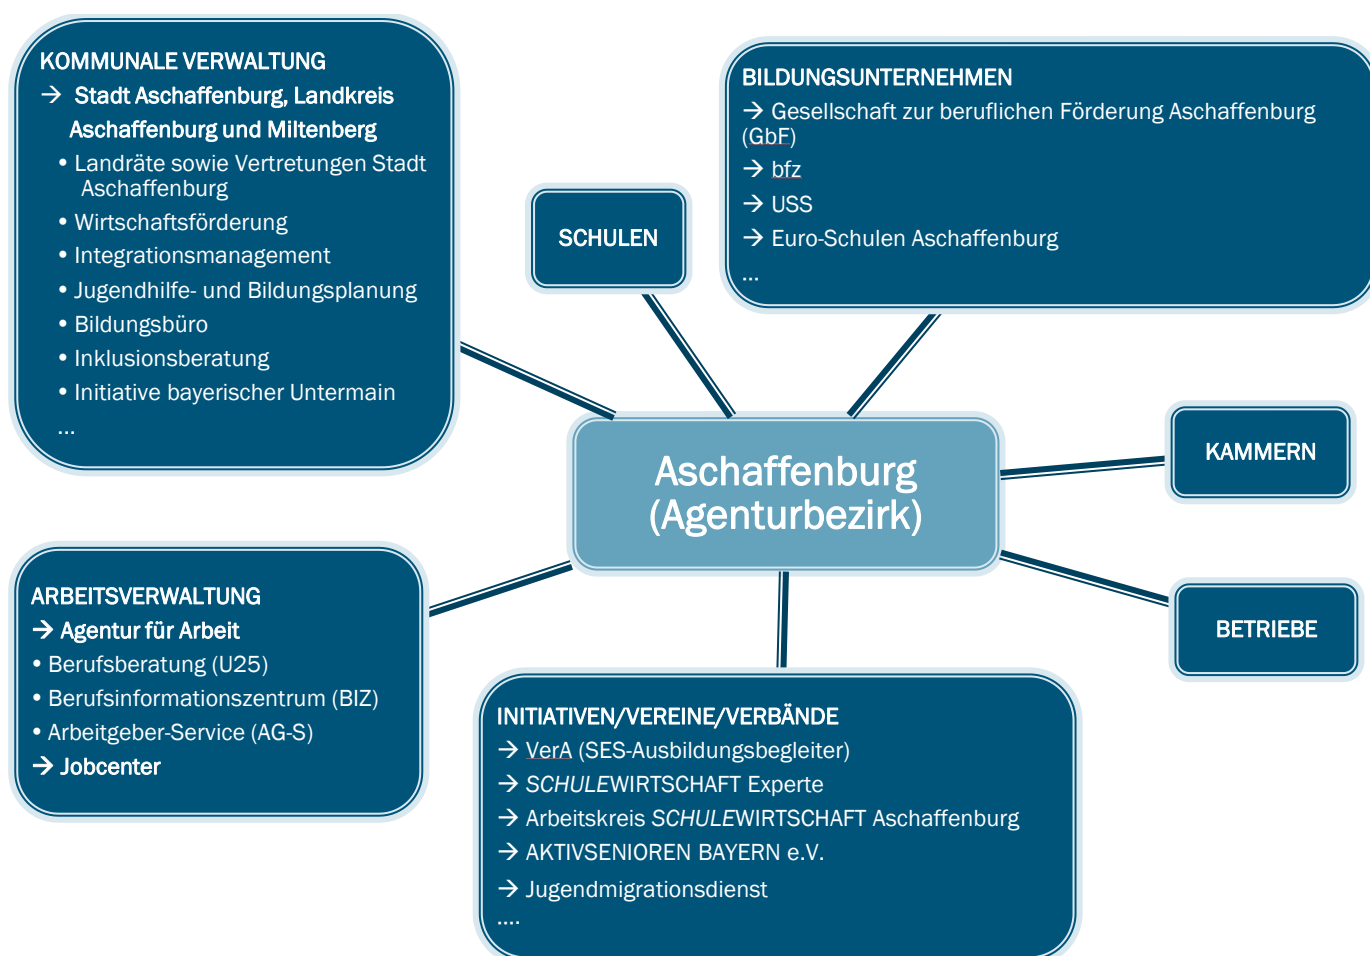 KOMMUNALE VERWALTUNG
→ Stadt Aschaffenburg, Landkreis
Aschaffenburg und Miltenberg
• Landräte sowie Vertretungen Stadt
Aschaffenburg
• Wirtschaftsförderung
• Integrationsmanagement
• Jugendhilfe- und Bildungsplanung
• Bildungsbüro
• Inklusionsberatung
• Initiative bayerischer Untermain
...
SCHULEN
BILDUNGSUNTERNEHMEN
→ Gesellschaft zur beruflichen Förderung Aschaffenburg
(GbF)
→ bfz
→ USS
→ Euro-Schulen Aschaffenburg
...
Aschaffenburg
(Agenturbezirk)
KAMMERN
BETRIEBE
ARBEITSVERWALTUNG
→ Agentur für Arbeit
• Berufsberatung (U25)
• Berufsinformationszentrum (BIZ)
• Arbeitgeber-Service (AG-S)
→ Jobcenter
INITIATIVEN/VEREINE/VERBÄNDE
→ VerA (SES-Ausbildungsbegleiter)
→ SCHULEWIRTSCHAFT Experte
→ Arbeitskreis SCHULEWIRTSCHAFT Aschaffenburg
→ AKTIVSENIOREN BAYERN e.V.
→ Jugendmigrationsdienst
....